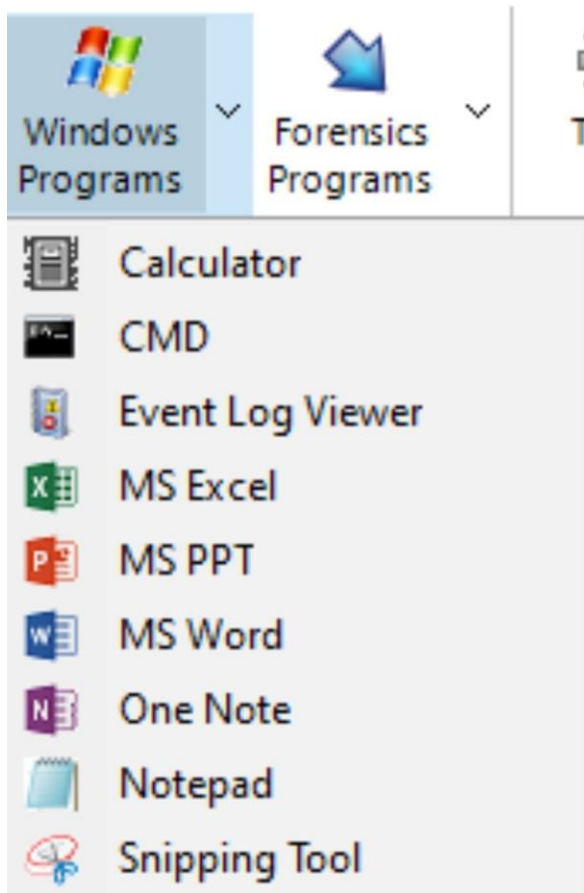 Windows
Programs
Forensics
Programs
Calculator
CMD
Event Log Viewer
MS Excel
MS PPT
MS Word
One Note
Notepad
Snipping Tool